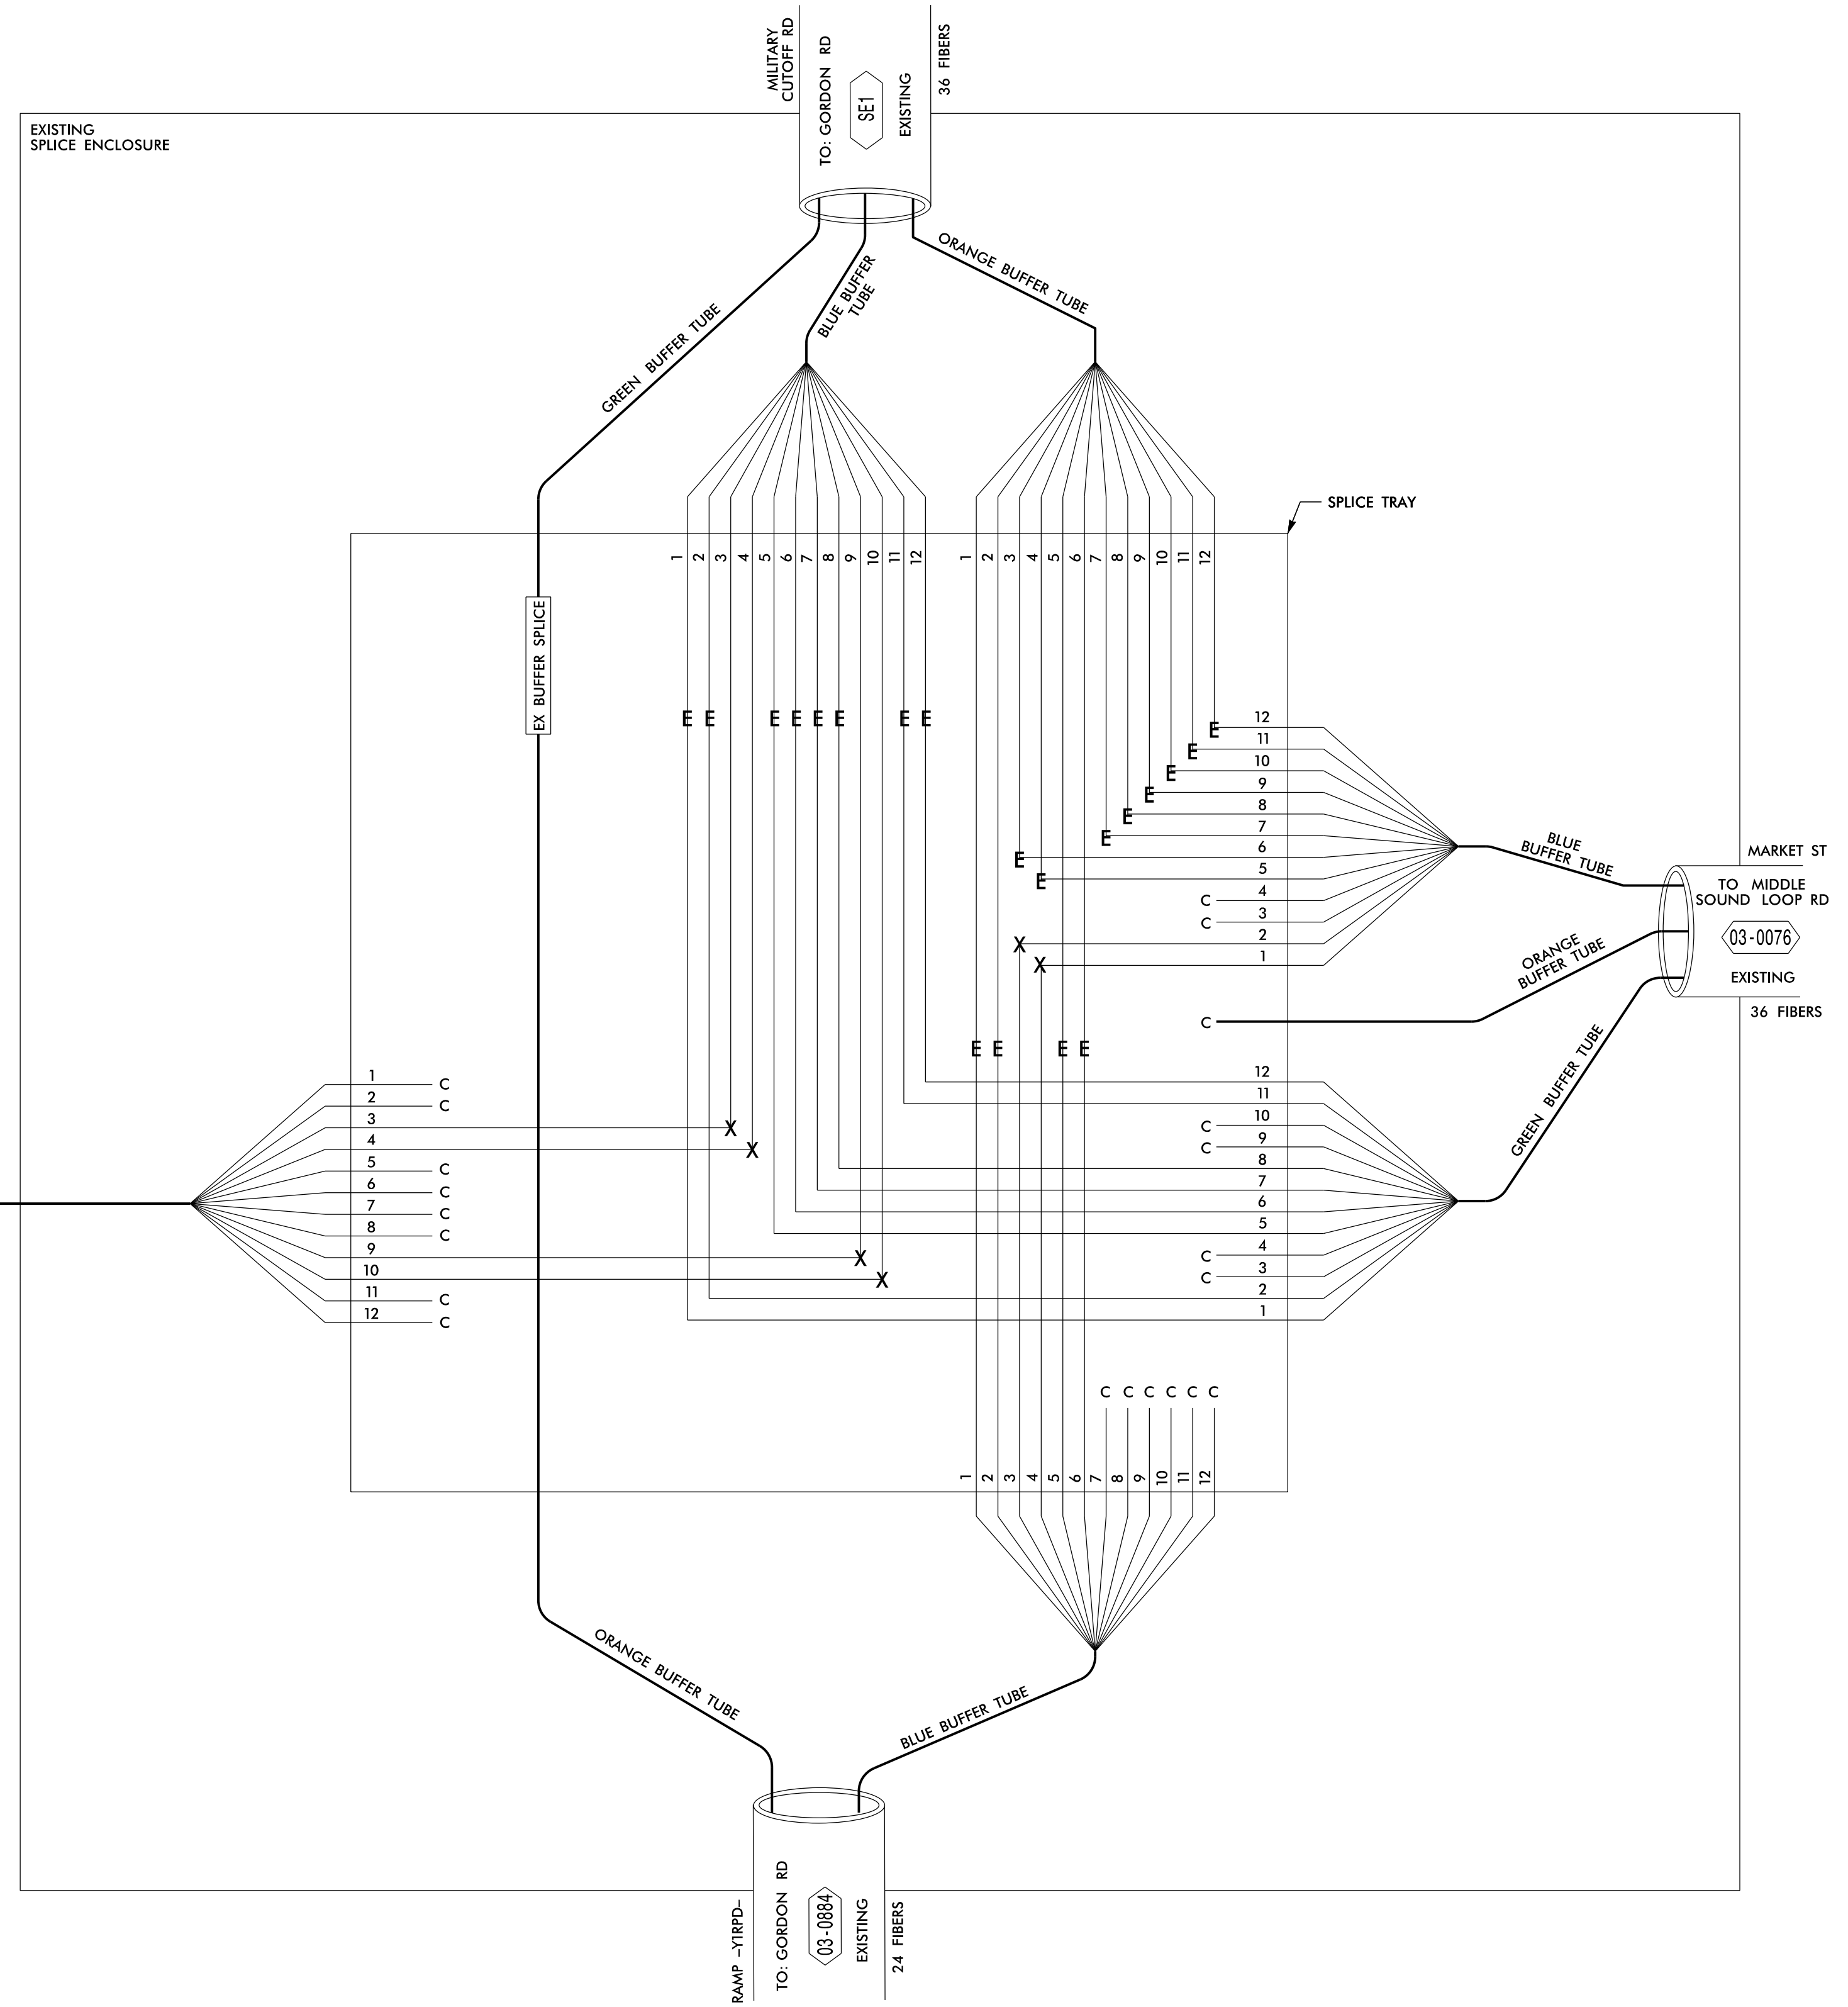 MILITARY
CUTOFF RD
TO: GORDON RD
SE1
EXISTING
36 FIBERS
EXISTING
SPLICE ENCLOSURE
GREEN BUFFER TUBE
BLUE BUFFER
TUBE
ORANGE BUFFER TUBE
SPLICE TRAY
1 2 3 4 5 6 7 8 9 10 11 12
1 2 3 4 5 6 7 8 9 10 11 12
EX BUFFER SPLICE
E E E E E E E E
E 12
E 11
E 10
E 9
E 8
E 7
E 6
E 5
C 4
C 3
X 2
X 1
BLUE
BUFFER TUBE
MARKET ST
TO MIDDLE
SOUND LOOP RD
03-0076
EXISTING
36 FIBERS
ORANGE
BUFFER TUBE
C
GREEN BUFFER TUBE
E E E E
12
11
C 10
C 9
8
7
6
5
C 4
C 3
2
1
1 C
2 C
3 X
4 X
5 C
6 C
7 C
8 C
9 X
10 X
11 C
12 C
C C C C C C
1 2 3 4 5 6 7 8 9 10 11 12
ORANGE BUFFER TUBE
BLUE BUFFER TUBE
RAMP -Y1RPD-
TO: GORDON RD
03-0884
EXISTING
24 FIBERS